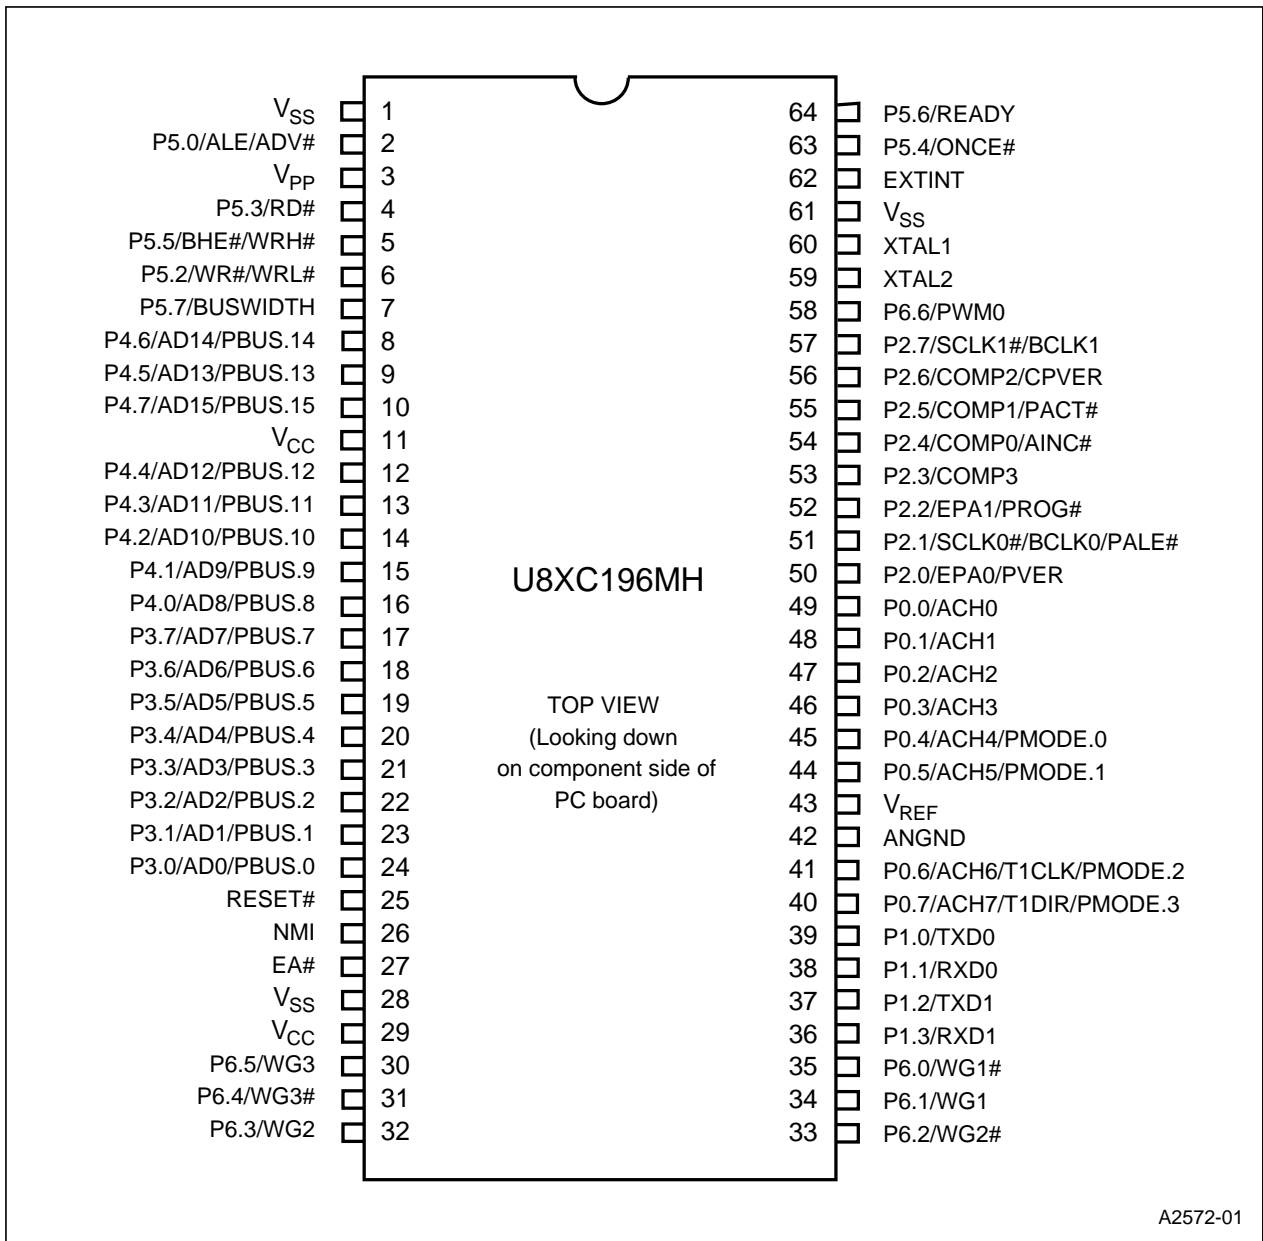 V_SS 1
P5.0/ALE/ADV# 2
V_PP 3
P5.3/RD# 4
P5.5/BHE#/WRH# 5
P5.2/WR#/WRL# 6
P5.7/BUSWIDTH 7
P4.6/AD14/PBUS.14 8
P4.5/AD13/PBUS.13 9
P4.7/AD15/PBUS.15 10
V_CC 11
P4.4/AD12/PBUS.12 12
P4.3/AD11/PBUS.11 13
P4.2/AD10/PBUS.10 14
P4.1/AD9/PBUS.9 15
P4.0/AD8/PBUS.8 16
P3.7/AD7/PBUS.7 17
P3.6/AD6/PBUS.6 18
P3.5/AD5/PBUS.5 19
P3.4/AD4/PBUS.4 20
P3.3/AD3/PBUS.3 21
P3.2/AD2/PBUS.2 22
P3.1/AD1/PBUS.1 23
P3.0/AD0/PBUS.0 24
RESET# 25
NMI 26
EA# 27
V_SS 28
V_CC 29
P6.5/WG3 30
P6.4/WG3# 31
P6.3/WG2 32
U8XC196MH
TOP VIEW
(Looking down
on component side of
PC board)
64 P5.6/READY
63 P5.4/ONCE#
62 EXTINT
61 V_SS
60 XTAL1
59 XTAL2
58 P6.6/PWM0
57 P2.7/SCLK1#/BCLK1
56 P2.6/COMP2/CPVER
55 P2.5/COMP1/PACT#
54 P2.4/COMP0/AINC#
53 P2.3/COMP3
52 P2.2/EPA1/PROG#
51 P2.1/SCLK0#/BCLK0/PALE#
50 P2.0/EPA0/PVER
49 P0.0/ACH0
48 P0.1/ACH1
47 P0.2/ACH2
46 P0.3/ACH3
45 P0.4/ACH4/PMODE.0
44 P0.5/ACH5/PMODE.1
43 V_REF
42 ANGND
41 P0.6/ACH6/T1CLK/PMODE.2
40 P0.7/ACH7/T1DIR/PMODE.3
39 P1.0/TXD0
38 P1.1/RXD0
37 P1.2/TXD1
36 P1.3/RXD1
35 P6.0/WG1#
34 P6.1/WG1
33 P6.2/WG2#
A2572-01